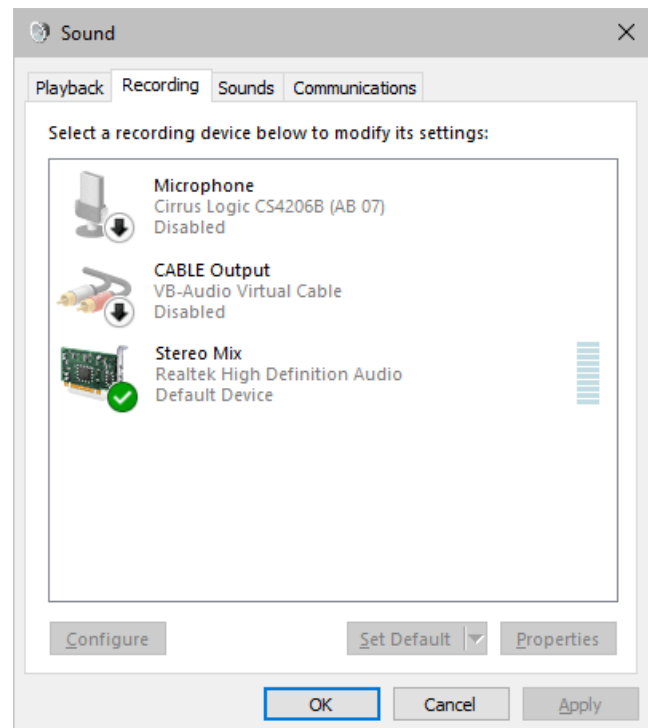 Sound
Playback Recording Sounds Communications
Select a recording device below to modify its settings:
Microphone
Cirrus Logic CS4206B (AB 07)
Disabled
CABLE Output
VB-Audio Virtual Cable
Disabled
Stereo Mix
Realtek High Definition Audio
Default Device
Configure Set Default Properties
OK Cancel Apply